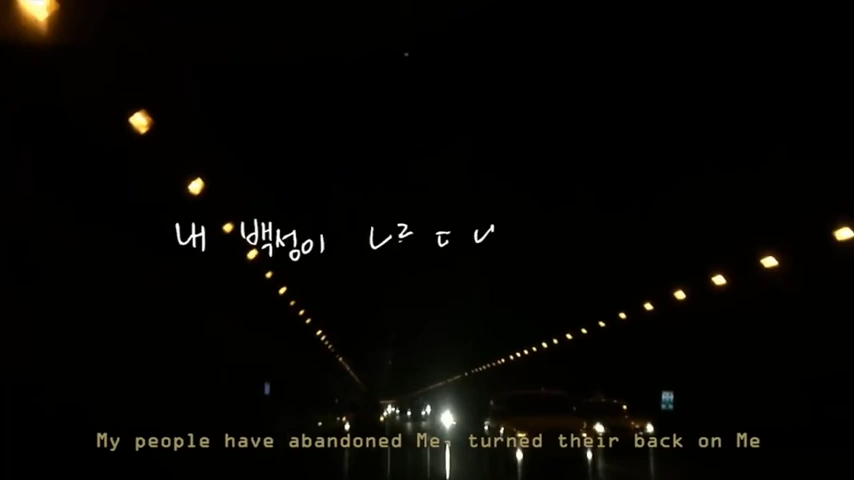 내 백성이
My people have abandoned Me- turned their back on Me